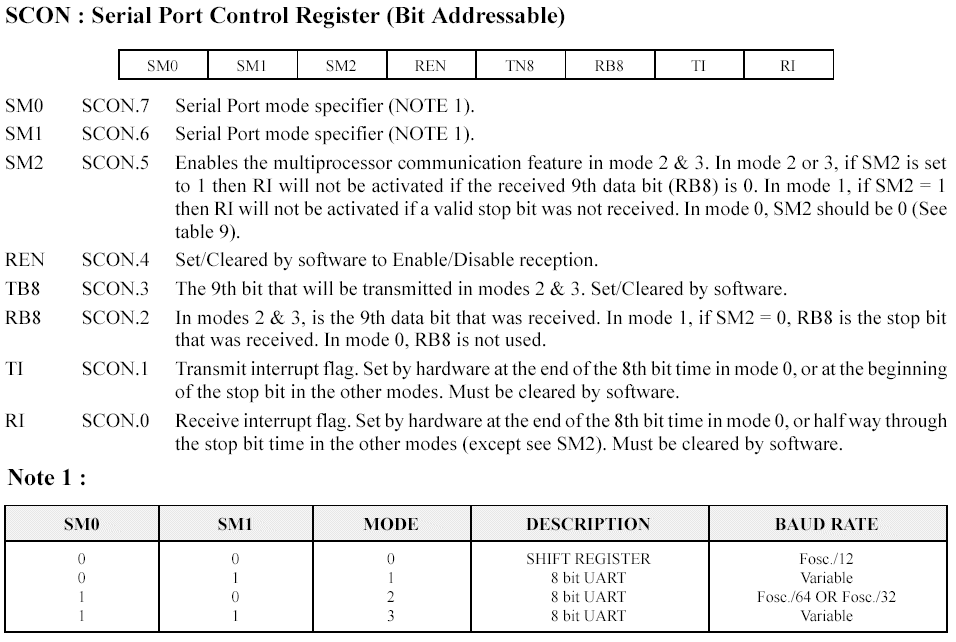 SCON : Serial Port Control Register (Bit Addressable)
SM0 SM1 SM2 REN TN8 RB8 TI RI
SM0 SCON.7 Serial Port mode specifier (NOTE 1).
SM1 SCON.6 Serial Port mode specifier (NOTE 1).
SM2 SCON.5 Enables the multiprocessor communication feature in mode 2 & 3. In mode 2 or 3, if SM2 is set
to 1 then RI will not be activated if the received 9th data bit (RB8) is 0. In mode 1, if SM2 = 1
then RI will not be activated if a valid stop bit was not received. In mode 0, SM2 should be 0 (See
table 9).
REN SCON.4 Set/Cleared by software to Enable/Disable reception.
TB8 SCON.3 The 9th bit that will be transmitted in modes 2 & 3. Set/Cleared by software.
RB8 SCON.2 In modes 2 & 3, is the 9th data bit that was received. In mode 1, if SM2 = 0, RB8 is the stop bit
that was received. In mode 0, RB8 is not used.
TI SCON.1 Transmit interrupt flag. Set by hardware at the end of the 8th bit time in mode 0, or at the beginning
of the stop bit in the other modes. Must be cleared by software.
RI SCON.0 Receive interrupt flag. Set by hardware at the end of the 8th bit time in mode 0, or half way through
the stop bit time in the other modes (except see SM2). Must be cleared by software.
Note 1 :
SM0 SM1 MODE DESCRIPTION BAUD RATE
0 0 0 SHIFT REGISTER Fosc./12
0 1 1 8 bit UART Variable
1 0 2 8 bit UART Fosc./64 OR Fosc./32
1 1 3 8 bit UART Variable